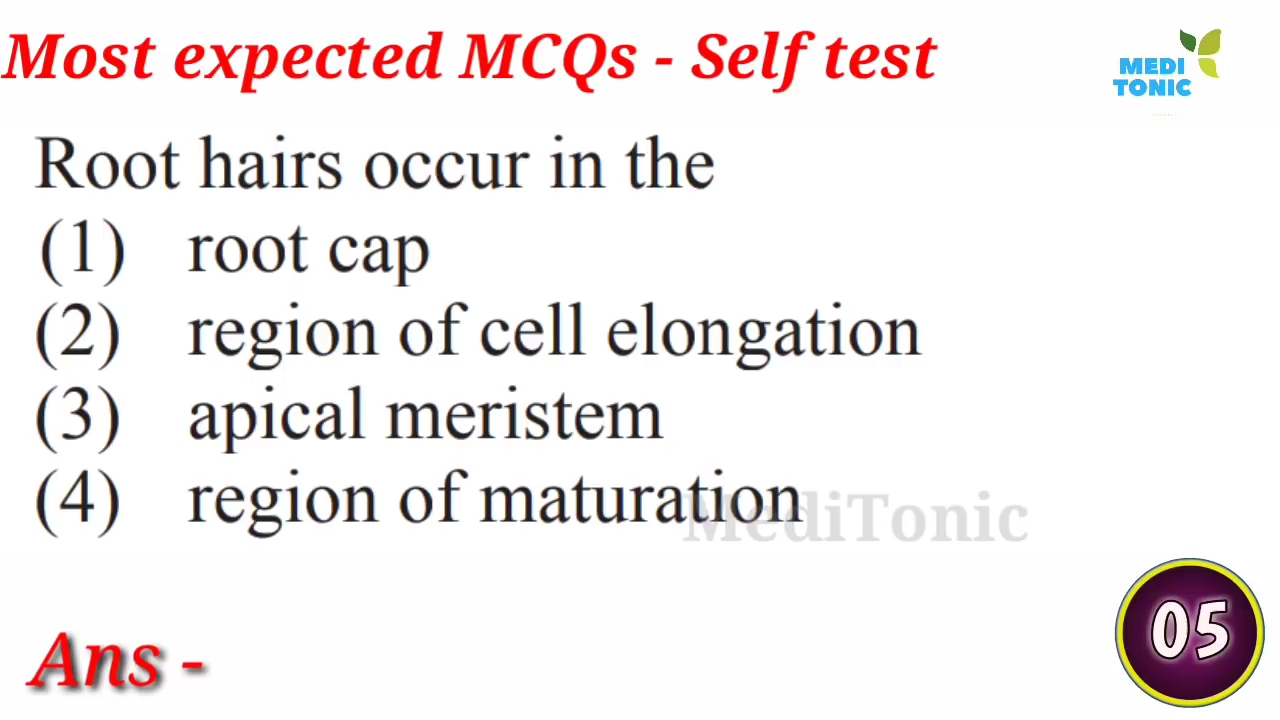 Most expected MCQs - Self test
MEDI
TONIC
Root hairs occur in the
(1) root cap
(2) region of cell elongation
(3) apical meristem
(4) region of maturation
MediTonic
05
Ans -